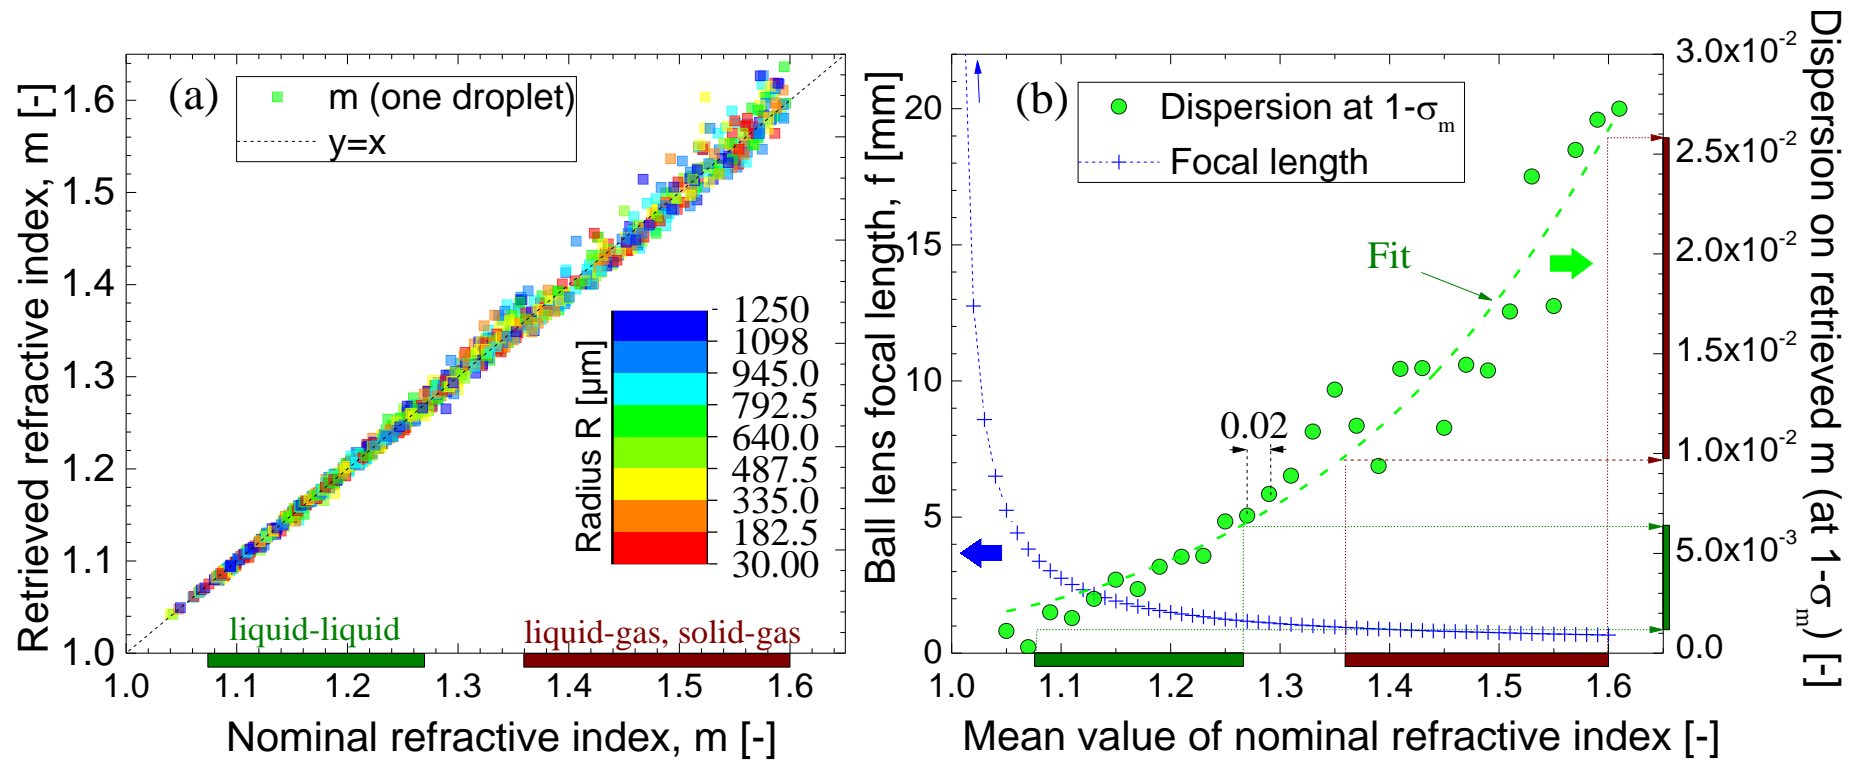 (a)
m (one droplet)
y=x
Retrieved refractive index, m [-]
1.6
1.5
1.4
1.3
1.2
1.1
1.0
Radius R [µm]
1250
1098
945.0
792.5
640.0
487.5
335.0
182.5
30.00
liquid-liquid
liquid-gas, solid-gas
1.0 1.1 1.2 1.3 1.4 1.5 1.6
Nominal refractive index, m [-]
(b)
Dispersion at 1-σm
Focal length
Ball lens focal length, f [mm]
20
15
10
5
0
Fit
0.02
3.0x10-2
2.5x10-2
2.0x10-2
1.5x10-2
1.0x10-2
5.0x10-3
0.0
Dispersion on retrieved m (at 1-σm) [-]
1.0 1.1 1.2 1.3 1.4 1.5 1.6
Mean value of nominal refractive index [-]